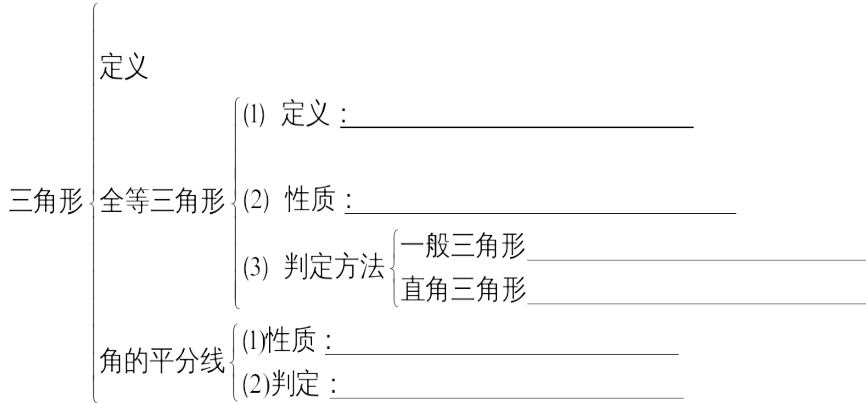 定义
(1) 定义：
三角形 全等三角形 (2) 性质：
一般三角形
(3) 判定方法
直角三角形
(1)性质：
角的平分线
(2)判定：